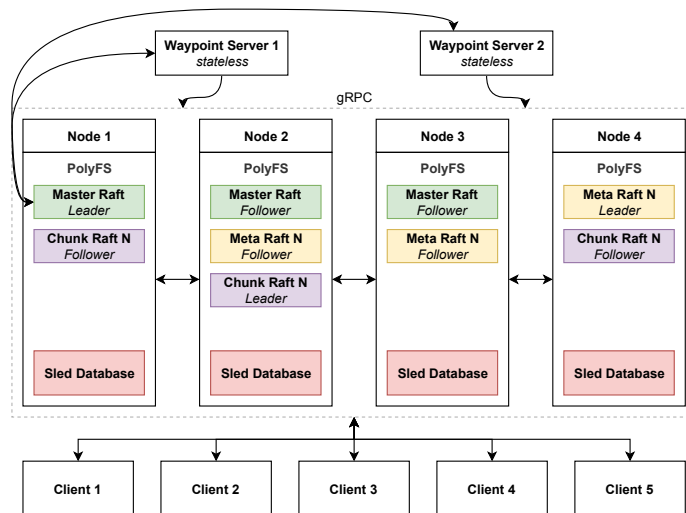 Waypoint Server 1
stateless
Waypoint Server 2
stateless
gRPC
Node 1
PolyFS
Master Raft
Leader
Chunk Raft N
Follower
Sled Database
Node 2
PolyFS
Master Raft
Follower
Meta Raft N
Follower
Chunk Raft N
Leader
Sled Database
Node 3
PolyFS
Master Raft
Follower
Meta Raft N
Follower
Sled Database
Node 4
PolyFS
Meta Raft N
Leader
Chunk Raft N
Follower
Sled Database
Client 1
Client 2
Client 3
Client 4
Client 5